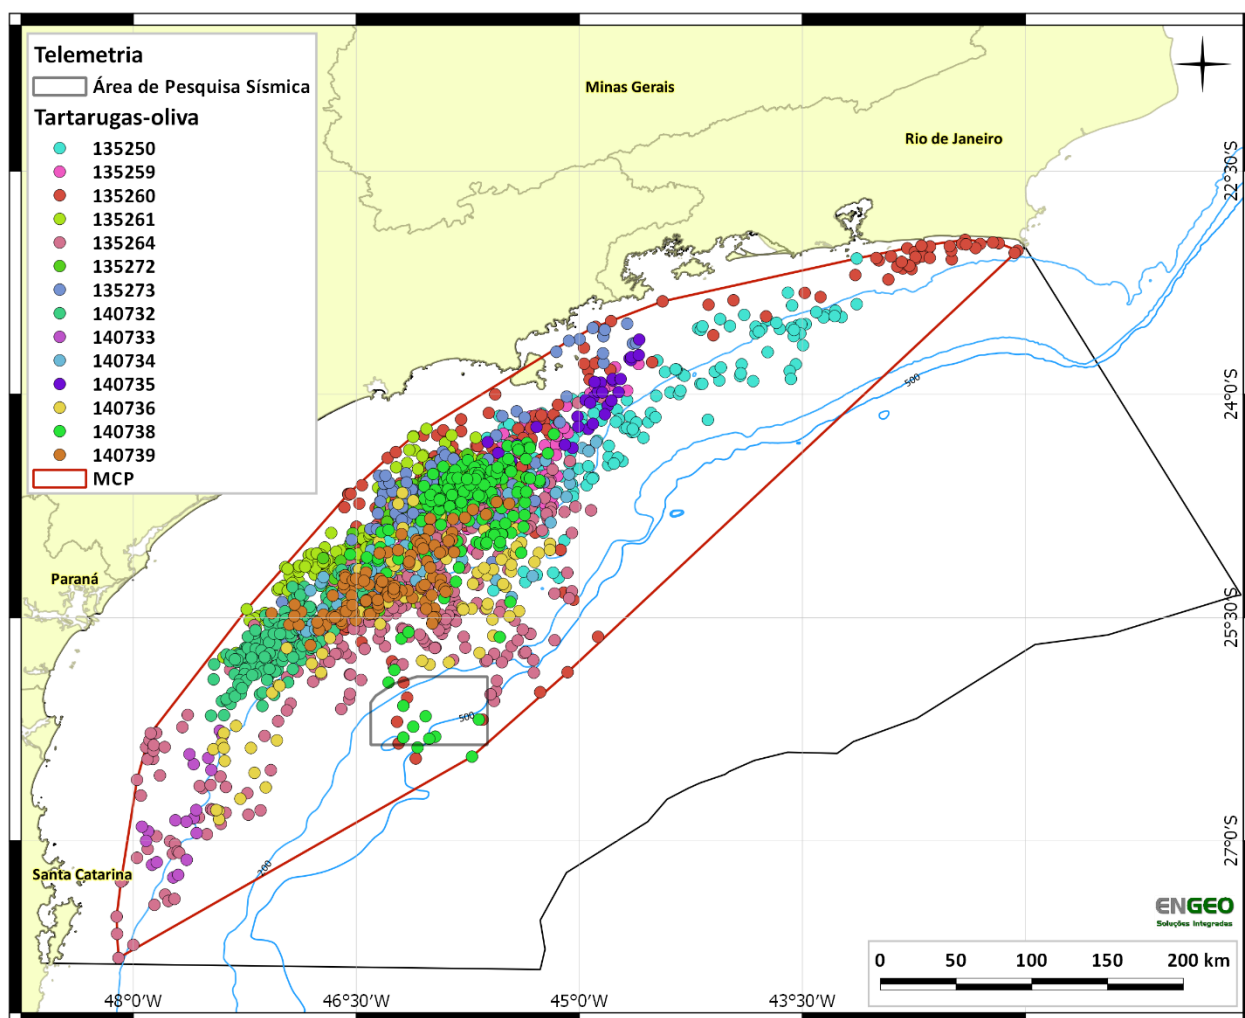 Telemetria
Área de Pesquisa Sísmica
Tartarugas-oliva
135250
135259
135260
135261
135264
135272
135273
140732
140733
140734
140735
140736
140738
140739
MCP
Minas Gerais
Rio de Janeiro
Paraná
Santa Catarina
500
500
200
22°30'S
24°0'S
25°30'S
27°0'S
48°0'W
46°30'W
45°0'W
43°30'W
ENGEO
Soluções Integradas
0 50 100 150 200 km